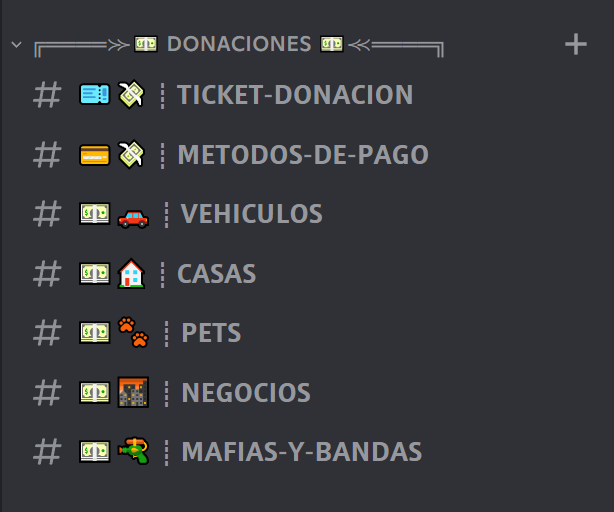 ╔═════➣💵 DONACIONES 💵➣═════╗
# 🎫💸┋TICKET-DONACION
# 💳💸┋METODOS-DE-PAGO
# 💵🚗┋VEHICULOS
# 💵🏠┋CASAS
# 💵🐾┋PETS
# 💵🌇┋NEGOCIOS
# 💵🔫┋MAFIAS-Y-BANDAS